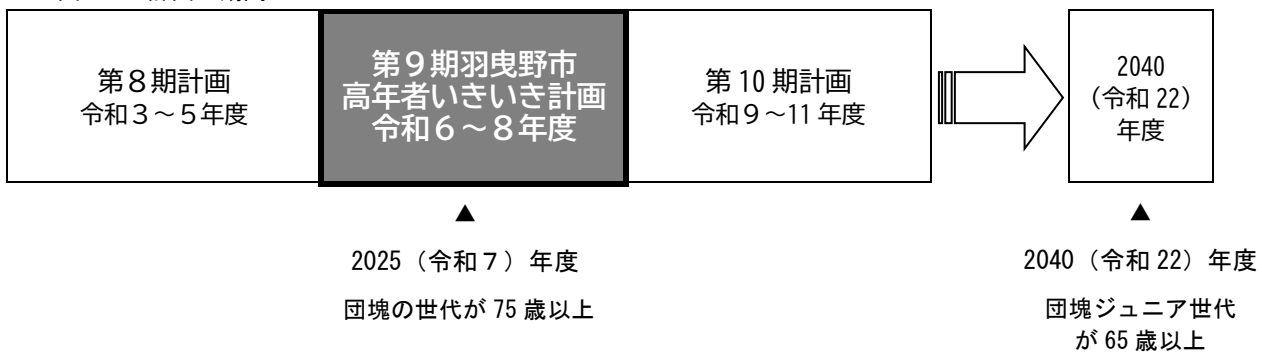 第８期計画
令和３～５年度
第９期羽曳野市
高年者いきいき計画
令和６～８年度
第 10 期計画
令和９～11 年度
2040
（令和 22）
年度
▲
2025（令和７）年度
団塊の世代が 75 歳以上
▲
2040（令和 22）年度
団塊ジュニア世代
が 65 歳以上